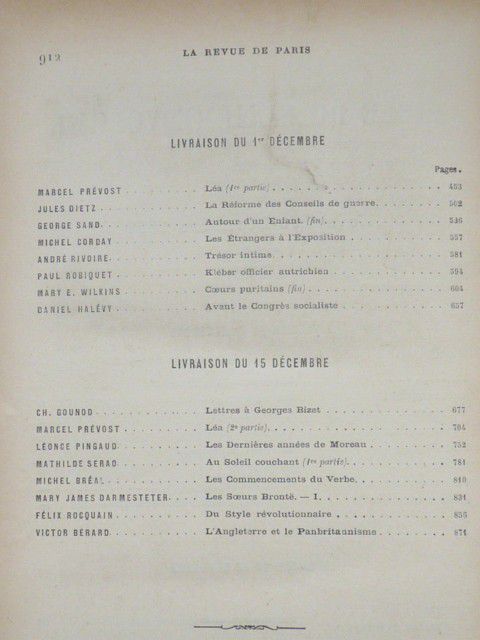 912
LA REVUE DE PARIS
LIVRAISON DU 1er DÉCEMBRE
Pages.
MARCEL PRÉVOST . . . . . . . . . Léa (1re partie) . . . . . . . . . . . . . . . . . . 453
JULES DIETZ . . . . . . . . . . . La Réforme des Conseils de guerre . . . . . . . . 502
GEORGE SAND . . . . . . . . . . . Autour d'un Enfant (fin) . . . . . . . . . . . . . 546
MICHEL CORDAY . . . . . . . . . . Les Étrangers à l'Exposition . . . . . . . . . . . 557
ANDRÉ RIVOIRE . . . . . . . . . . Trésor intime . . . . . . . . . . . . . . . . . . . 581
PAUL ROBIQUET . . . . . . . . . . Kléber officier autrichien . . . . . . . . . . . . 594
MARY E. WILKINS . . . . . . . . . Cœurs puritains (fin) . . . . . . . . . . . . . . . 604
DANIEL HALÉVY . . . . . . . . . . Avant le Congrès socialiste . . . . . . . . . . . . 657
LIVRAISON DU 15 DÉCEMBRE
CH. GOUNOD . . . . . . . . . . . . Lettres à Georges Bizet . . . . . . . . . . . . . . 677
MARCEL PRÉVOST . . . . . . . . . . Léa (2e partie) . . . . . . . . . . . . . . . . . . 704
LÉONCE PINGAUD . . . . . . . . . . Les Dernières années de Moreau . . . . . . . . . . 752
MATHILDE SERAO . . . . . . . . . . Au Soleil couchant (1re partie) . . . . . . . . . . 781
MICHEL BRÉAL . . . . . . . . . . . Les Commencements du Verbe . . . . . . . . . . . . 810
MARY JAMES DARMESTETER . . . . Les Sœurs Brontë. — I . . . . . . . . . . . . . . . 831
FÉLIX ROCQUAIN . . . . . . . . . . Du Style révolutionnaire . . . . . . . . . . . . . 855
VICTOR BÉRARD . . . . . . . . . . L'Angleterre et le Panbritannisme . . . . . . . . . 871